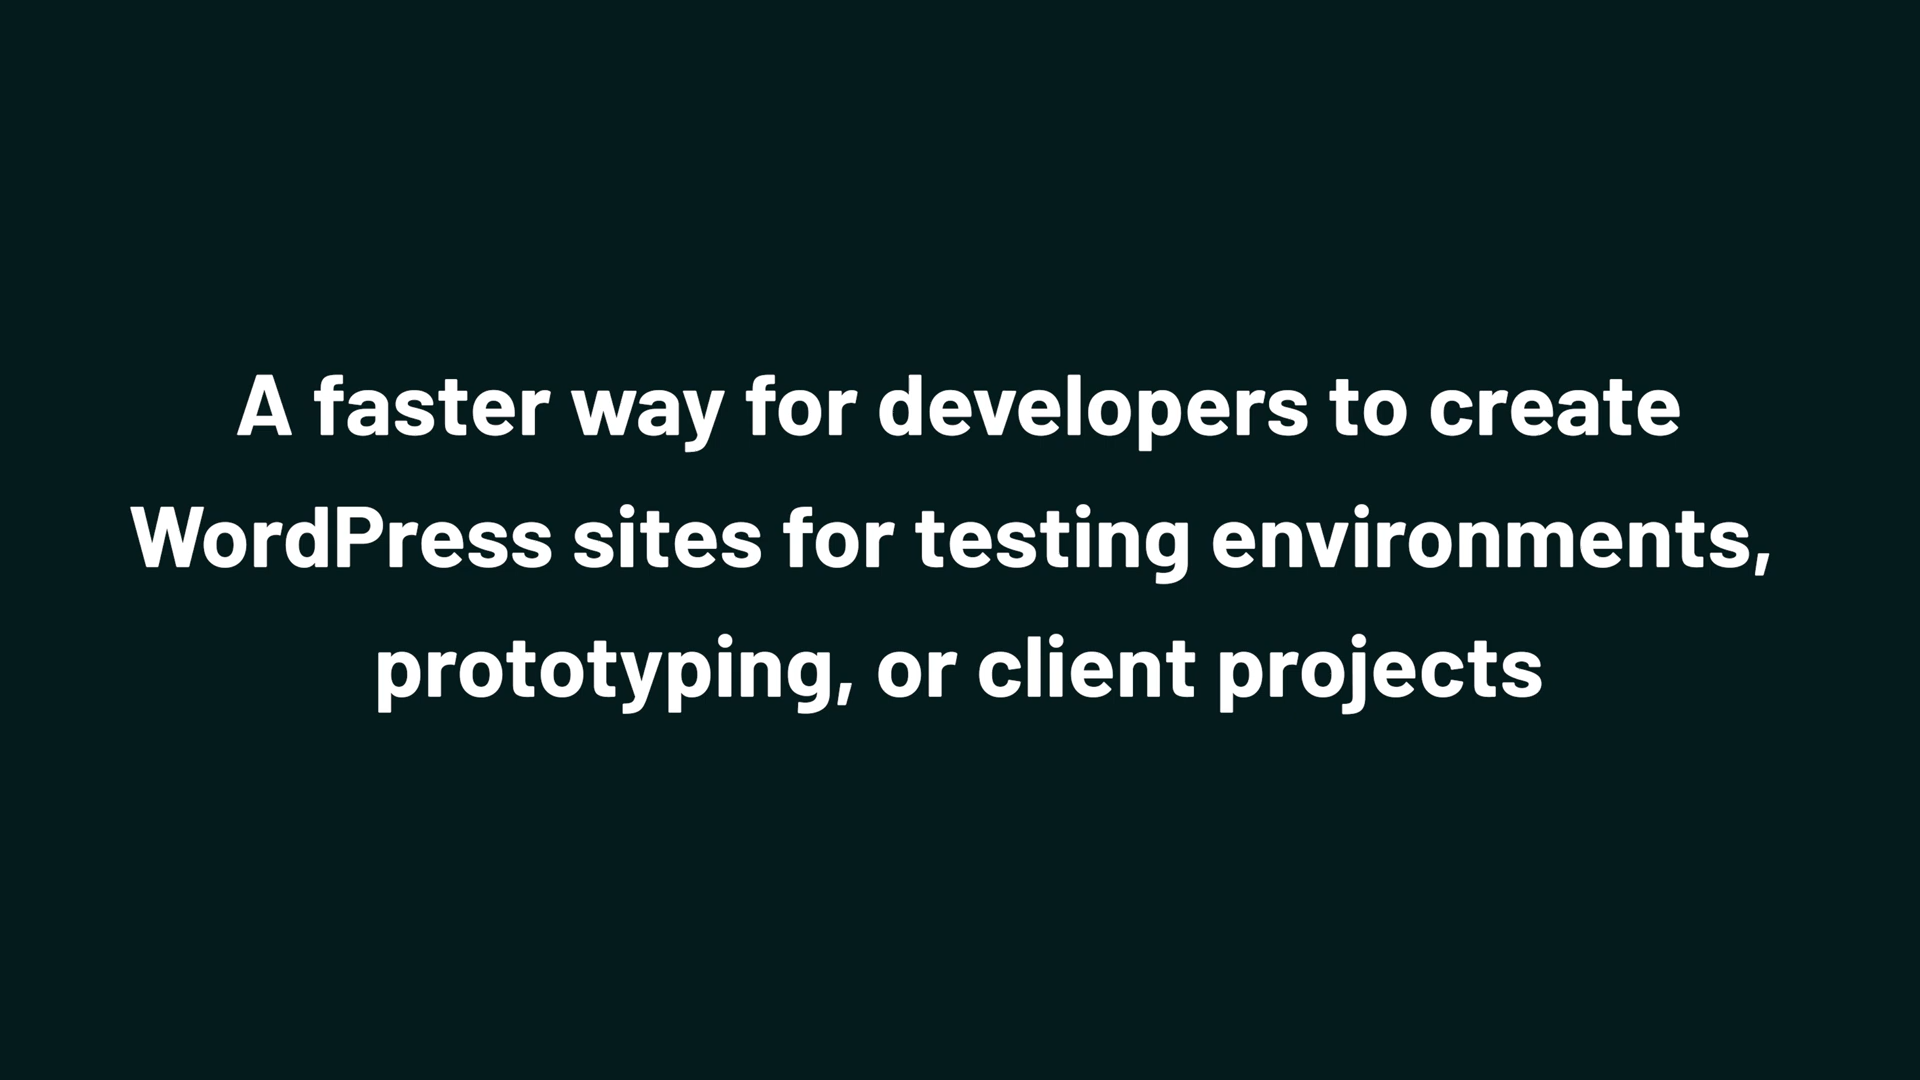 A faster way for developers to create
WordPress sites for testing environments,
prototyping, or client projects